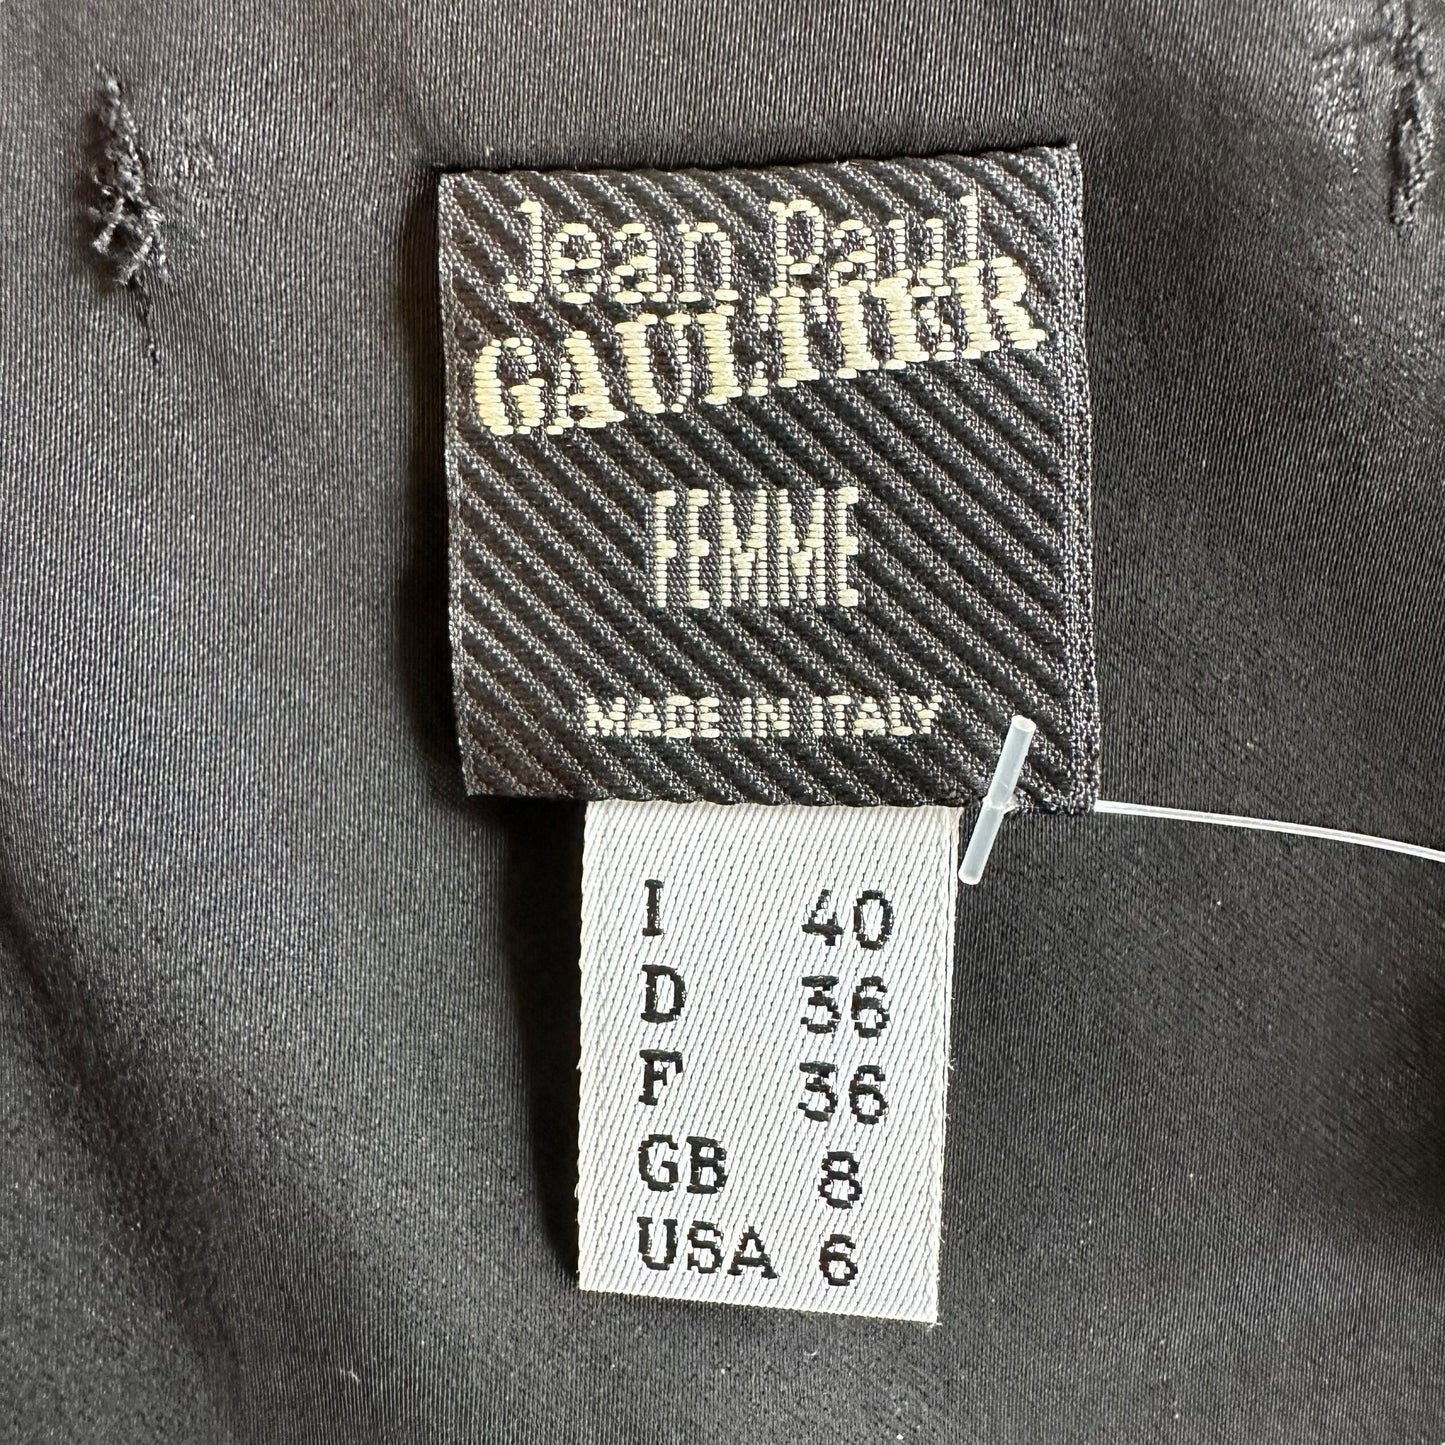 Jean Paul
GAULTIER
FEMME
MADE IN ITALY
I 40
D 36
F 36
GB 8
USA 6